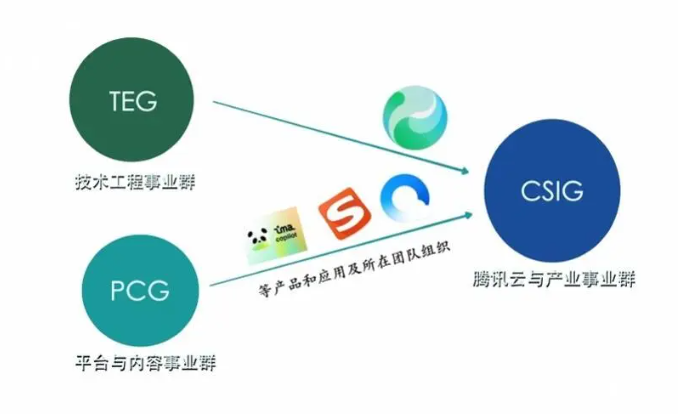 TEG
技术工程事业群
CSIG
腾讯云与产业事业群
ima.
copilot
S
等产品和应用及所在团队组织
PCG
平台与内容事业群